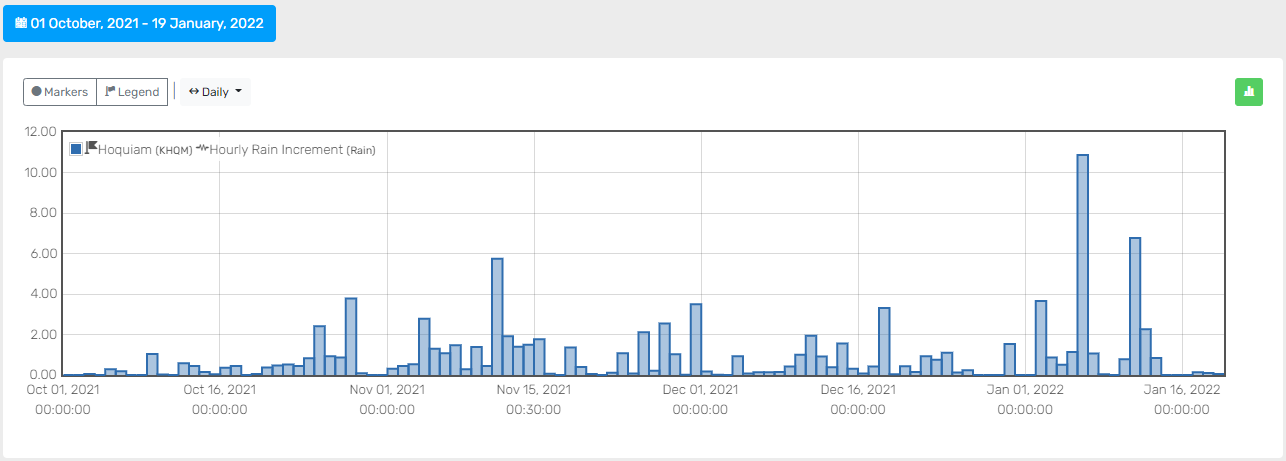 01 October, 2021 - 19 January, 2022
Markers Legend Daily
12.00
Hoquiam (KHQM) Hourly Rain Increment (Rain)
10.00
8.00
6.00
4.00
2.00
0.00
Oct 01, 2021 Oct 16, 2021 Nov 01, 2021 Nov 15, 2021 Dec 01, 2021 Dec 16, 2021 Jan 01, 2022 Jan 16, 2022
00:00:00 00:00:00 00:00:00 00:30:00 00:00:00 00:00:00 00:00:00 00:00:00